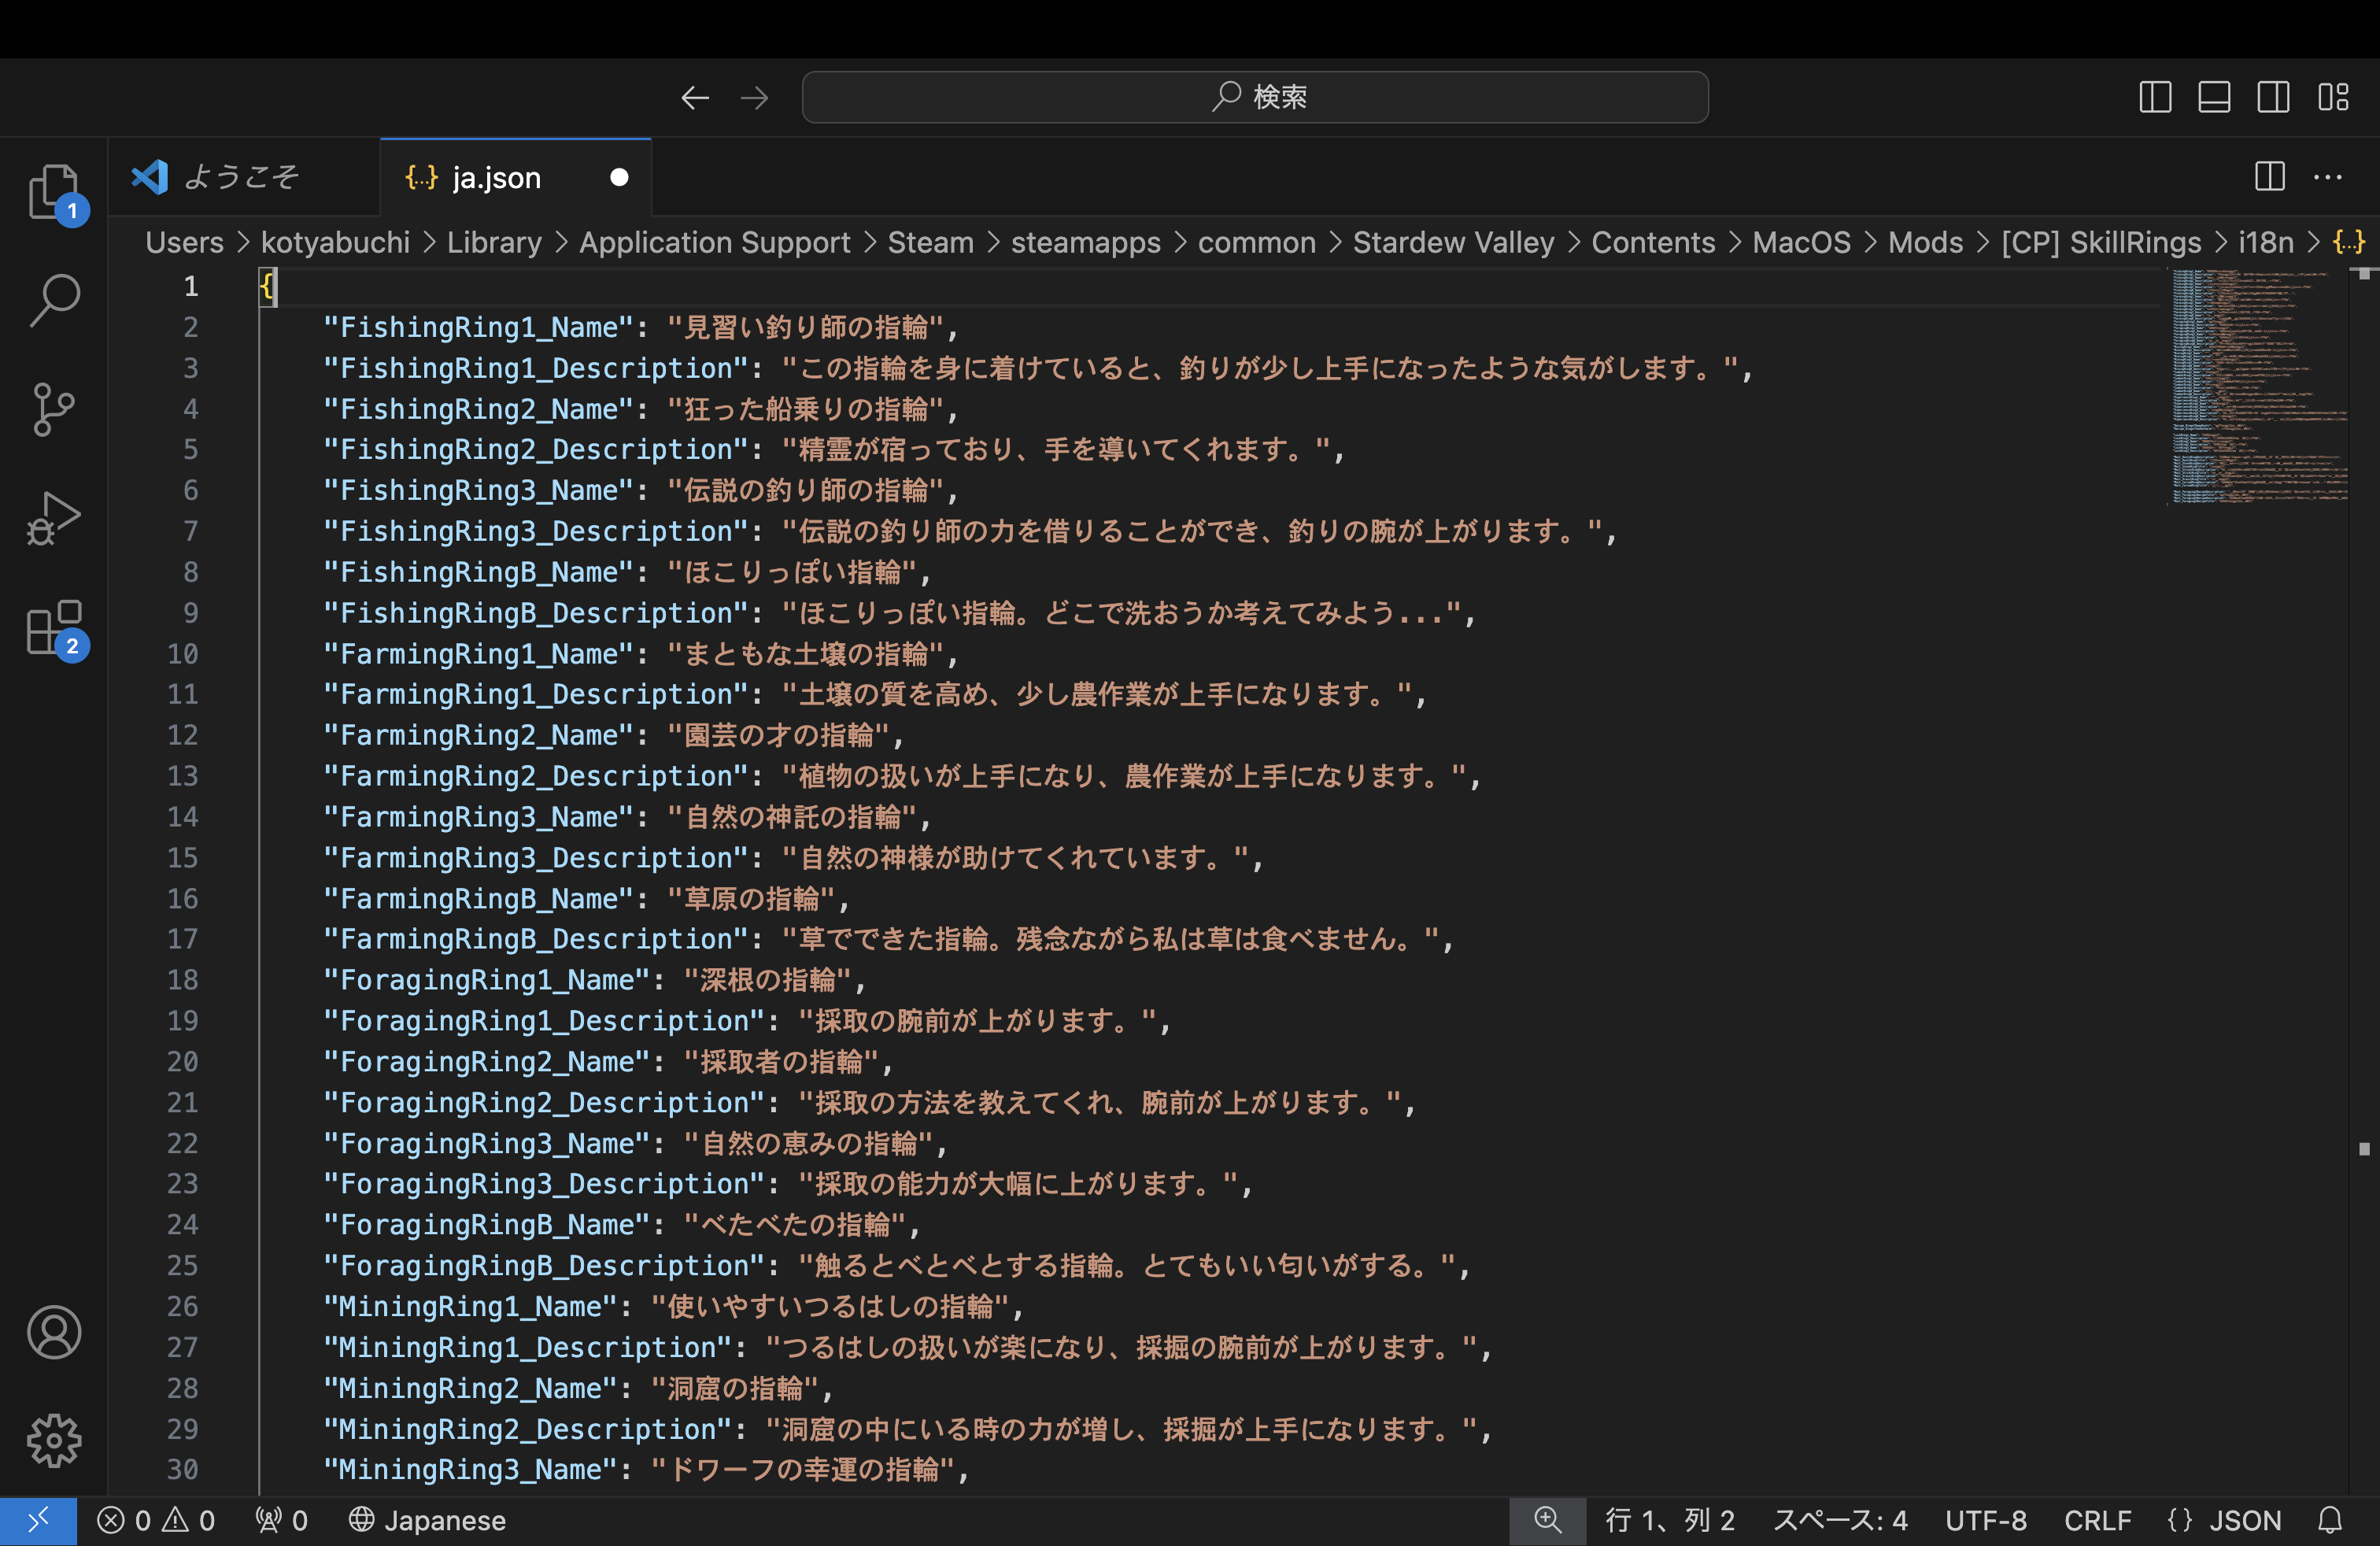 検索
1
ようこそ
{...} ja.json
Users > kotyabuchi > Library > Application Support > Steam > steamapps > common > Stardew Valley > Contents > MacOS > Mods > [CP] SkillRings > i18n > {...}
1 {
2 "FishingRing1_Name": "見習い釣り師の指輪",
3 "FishingRing1_Description": "この指輪を身に着けていると、釣りが少し上手になったような気がします。",
4 "FishingRing2_Name": "狂った船乗りの指輪",
5 "FishingRing2_Description": "精霊が宿っており、手を導いてくれます。",
6 "FishingRing3_Name": "伝説の釣り師の指輪",
7 "FishingRing3_Description": "伝説の釣り師の力を借りることができ、釣りの腕が上がります。",
8 "FishingRingB_Name": "ほこりっぽい指輪",
9 "FishingRingB_Description": "ほこりっぽい指輪。どこで洗おうか考えてみよう...",
2
10 "FarmingRing1_Name": "まともな土壌の指輪",
11 "FarmingRing1_Description": "土壌の質を高め、少し農作業が上手になります。",
12 "FarmingRing2_Name": "園芸の才の指輪",
13 "FarmingRing2_Description": "植物の扱いが上手になり、農作業が上手になります。",
14 "FarmingRing3_Name": "自然の神託の指輪",
15 "FarmingRing3_Description": "自然の神様が助けてくれています。",
16 "FarmingRingB_Name": "草原の指輪",
17 "FarmingRingB_Description": "草でできた指輪。残念ながら私は草は食べません。",
18 "ForagingRing1_Name": "深根の指輪",
19 "ForagingRing1_Description": "採取の腕前が上がります。",
20 "ForagingRing2_Name": "採取者の指輪",
21 "ForagingRing2_Description": "採取の方法を教えてくれ、腕前が上がります。",
22 "ForagingRing3_Name": "自然の恵みの指輪",
23 "ForagingRing3_Description": "採取の能力が大幅に上がります。",
24 "ForagingRingB_Name": "べたべたの指輪",
25 "ForagingRingB_Description": "触るとべとべとする指輪。とてもいい匂いがする。",
26 "MiningRing1_Name": "使いやすいつるはしの指輪",
27 "MiningRing1_Description": "つるはしの扱いが楽になり、採掘の腕前が上がります。",
28 "MiningRing2_Name": "洞窟の指輪",
29 "MiningRing2_Description": "洞窟の中にいる時の力が増し、採掘が上手になります。",
30 "MiningRing3_Name": "ドワーフの幸運の指輪",
0 0 0 Japanese 行 1、列 2 スペース: 4 UTF-8 CRLF {} JSON